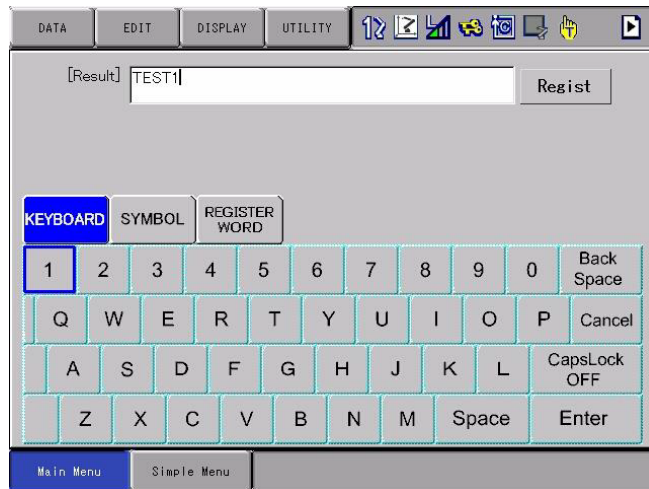 DATA EDIT DISPLAY UTILITY
[Result] TEST1 Regist
KEYBOARD SYMBOL REGISTER WORD
1 2 3 4 5 6 7 8 9 0 Back Space
Q W E R T Y U I O P Cancel
A S D F G H J K L CapsLock OFF
Z X C V B N M Space Enter
Main Menu Simple Menu